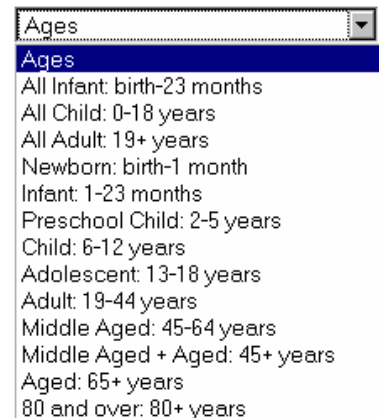 Ages
Ages
All Infant: birth-23 months
All Child: 0-18 years
All Adult: 19+ years
Newborn: birth-1 month
Infant: 1-23 months
Preschool Child: 2-5 years
Child: 6-12 years
Adolescent: 13-18 years
Adult: 19-44 years
Middle Aged: 45-64 years
Middle Aged + Aged: 45+ years
Aged: 65+ years
80 and over: 80+ years